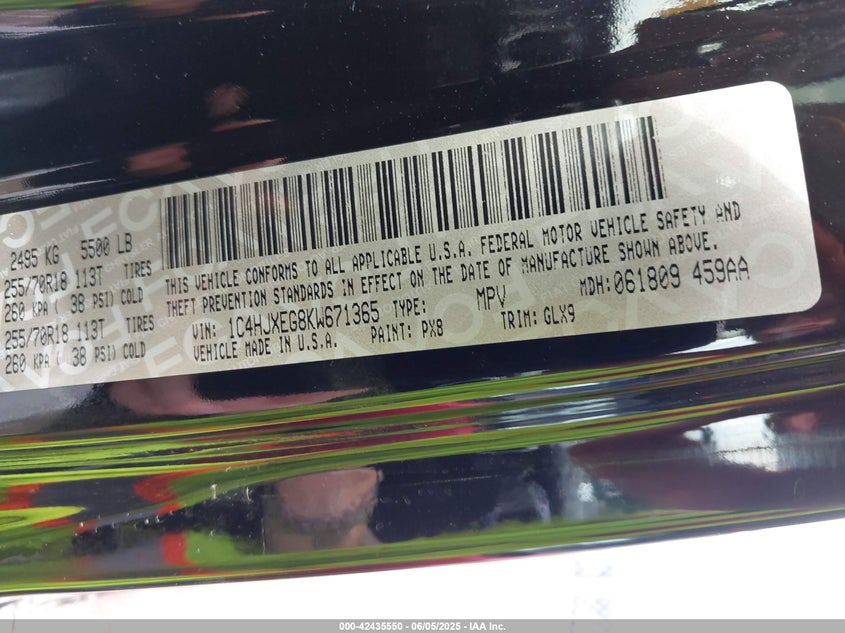 2495 KG 5500 LB
255/70R18 113T TIRES
260 KPA ( 38 PSI) COLD
255/70R18 113T TIRES
260 KPA ( 38 PSI) COLD
THIS VEHICLE CONFORMS TO ALL APPLICABLE U.S.A. FEDERAL MOTOR VEHICLE SAFETY AND
THEFT PREVENTION STANDARDS IN EFFECT ON THE DATE OF MANUFACTURE SHOWN ABOVE.
VIN: 1C4HJXEG8KW671365 TYPE: MPV MDH:061809 459AA
VEHICLE MADE IN U.S.A. PAINT: PX8 TRIM: GLX9
000-42435550 - 06/05/2025 - IAA Inc.